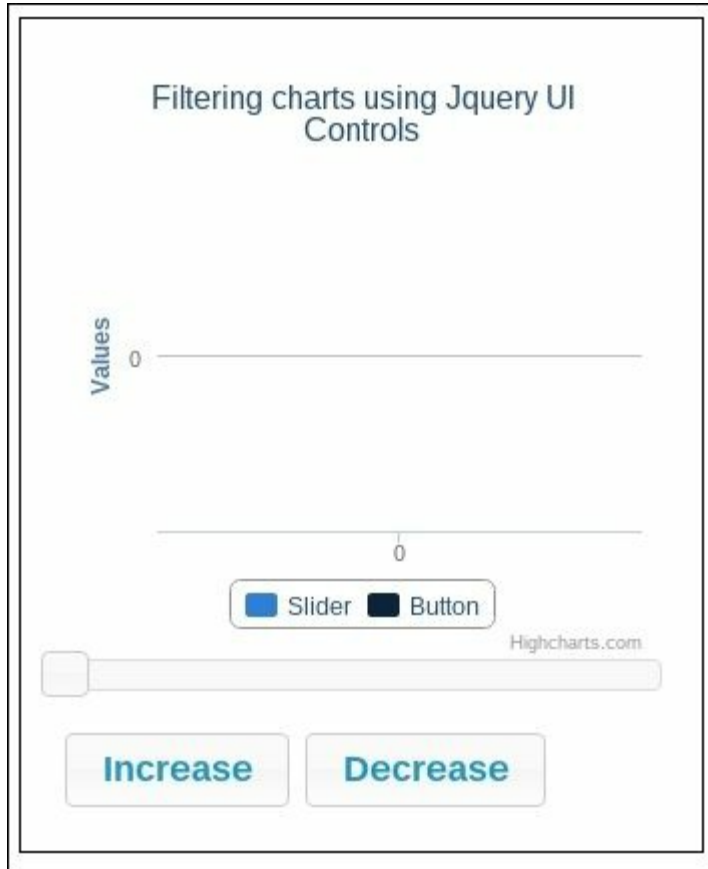 Filtering charts using Jquery UI
Controls
Values
0
0
Slider Button
Highcharts.com
Increase Decrease